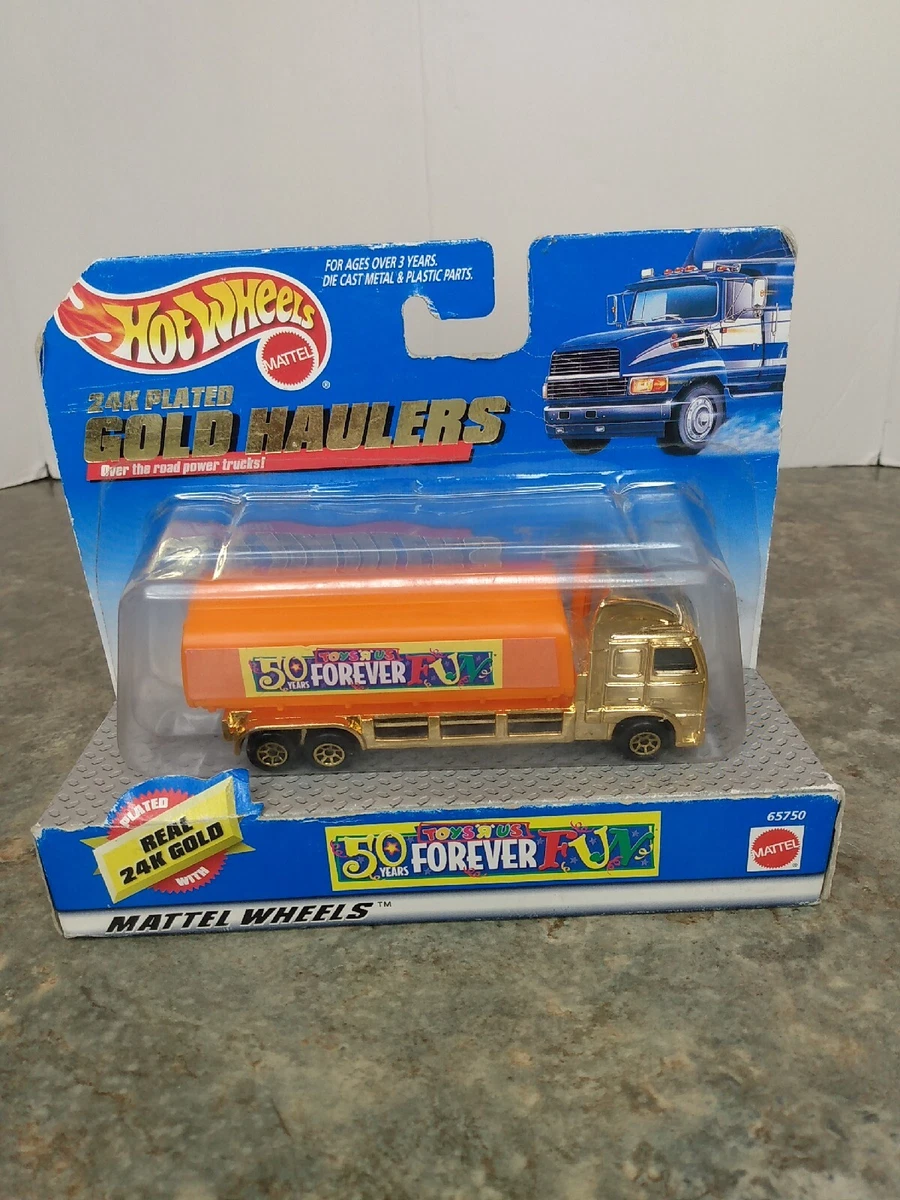 FOR AGES OVER 3 YEARS.
DIE CAST METAL & PLASTIC PARTS.
HOT WHEELS
MATTEL
®
24K PLATED
GOLD HAULERS
Over the road power trucks!
TOYS "R" US
50 YEARS FOREVER FUN
PLATED
REAL
24K GOLD
WITH
TOYS "R" US
50 YEARS FOREVER FUN
65750
MATTEL
®
MATTEL WHEELS™